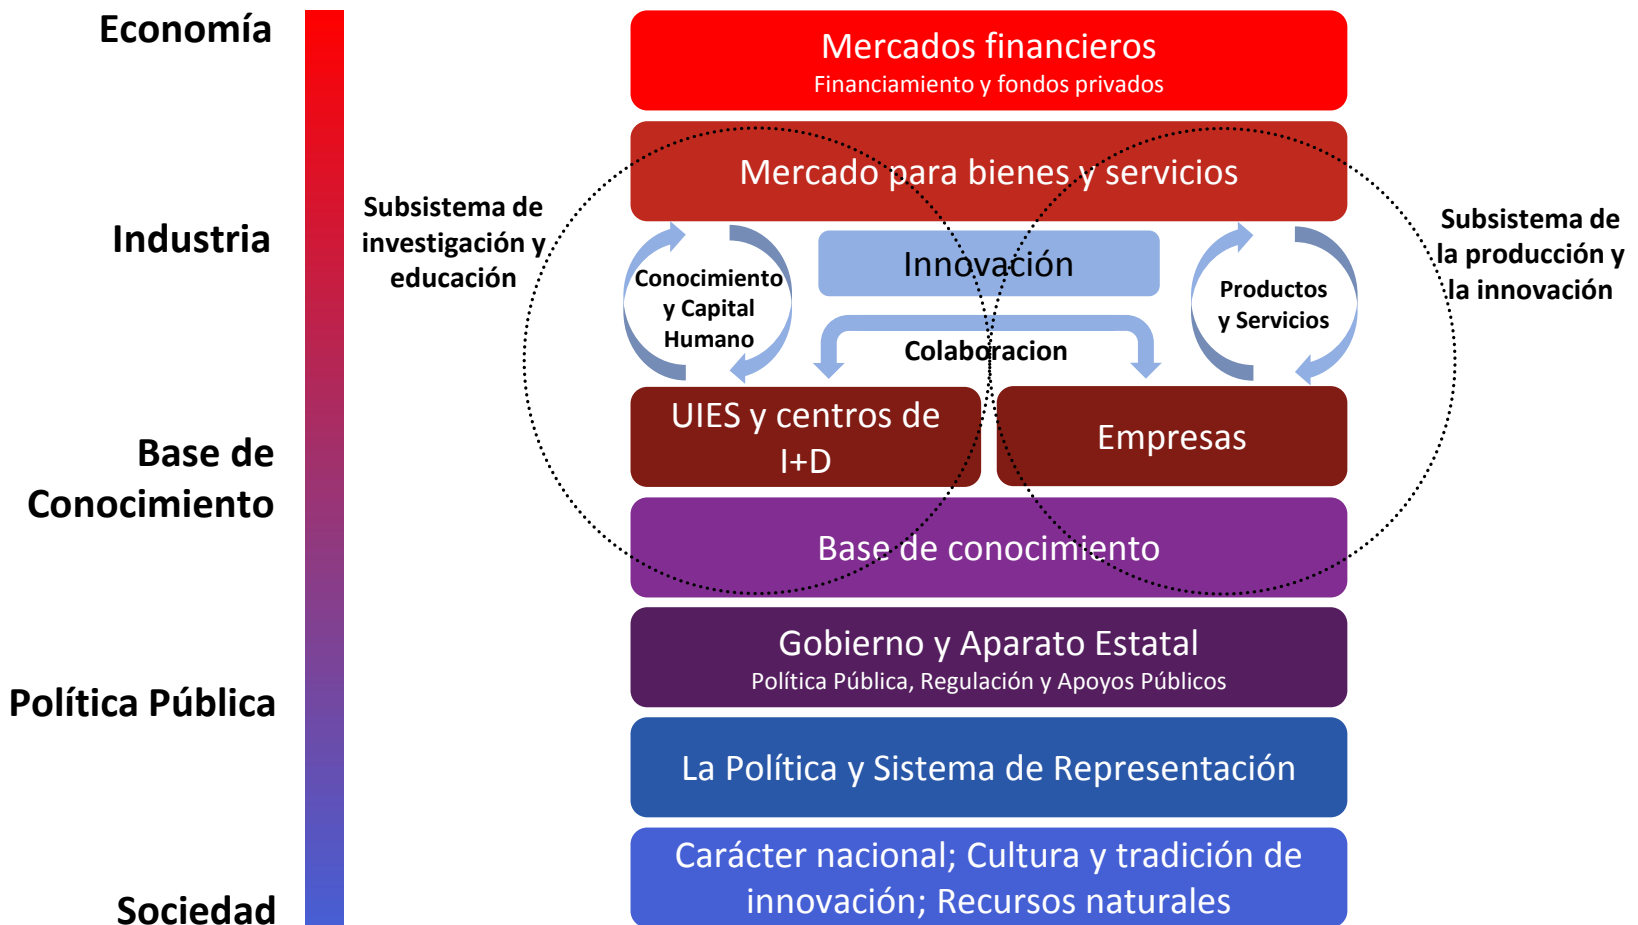 Economía
Mercados financieros
Financiamiento y fondos privados
Mercado para bienes y servicios
Subsistema de
investigación y
educación
Industria
Subsistema de
la producción y
la innovación
Innovación
Conocimiento
y Capital
Humano
Productos
y Servicios
Colaboracion
UIES y centros de
I+D
Empresas
Base de
Conocimiento
Base de conocimiento
Gobierno y Aparato Estatal
Política Pública, Regulación y Apoyos Públicos
Política Pública
La Política y Sistema de Representación
Carácter nacional; Cultura y tradición de
innovación; Recursos naturales
Sociedad